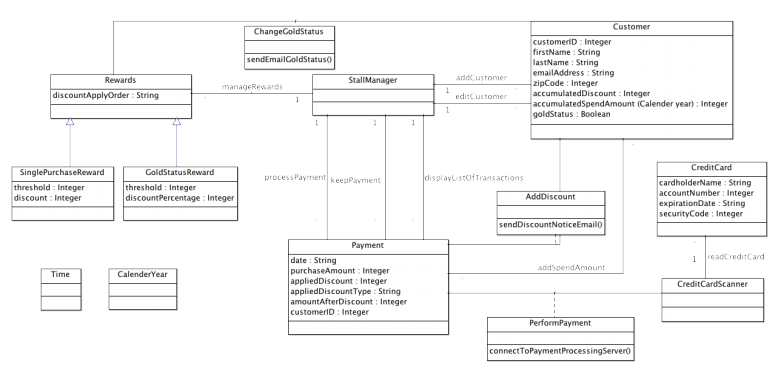 ChangeGoldStatus
sendEmailGoldStatus()
Customer
customerID : Integer
firstName : String
lastName : String
emailAddress : String
zipCode : Integer
accumulatedDiscount : Integer
accumulatedSpendAmount (Calender year) : Integer
goldStatus : Boolean
Rewards
discountApplyOrder : String
manageRewards
1
StallManager
addCustomer
1
editCustomer
1
1
1
1
SinglePurchaseReward
threshold : Integer
discount : Integer
GoldStatusReward
threshold : Integer
discountPercentage : Integer
processPayment
keepPayment
displayListOfTransactions
AddDiscount
sendDiscountNoticeEmail()
CreditCard
cardholderName : String
accountNumber : Integer
expirationDate : String
securityCode : Integer
1
readCreditCard
Payment
date : String
purchaseAmount : Integer
appliedDiscount : Integer
appliedDiscountType : String
amountAfterDiscount : Integer
customerID : Integer
1
addSpendAmount
1
CreditCardScanner
Time
CalenderYear
PerformPayment
connectToPaymentProcessingServer()